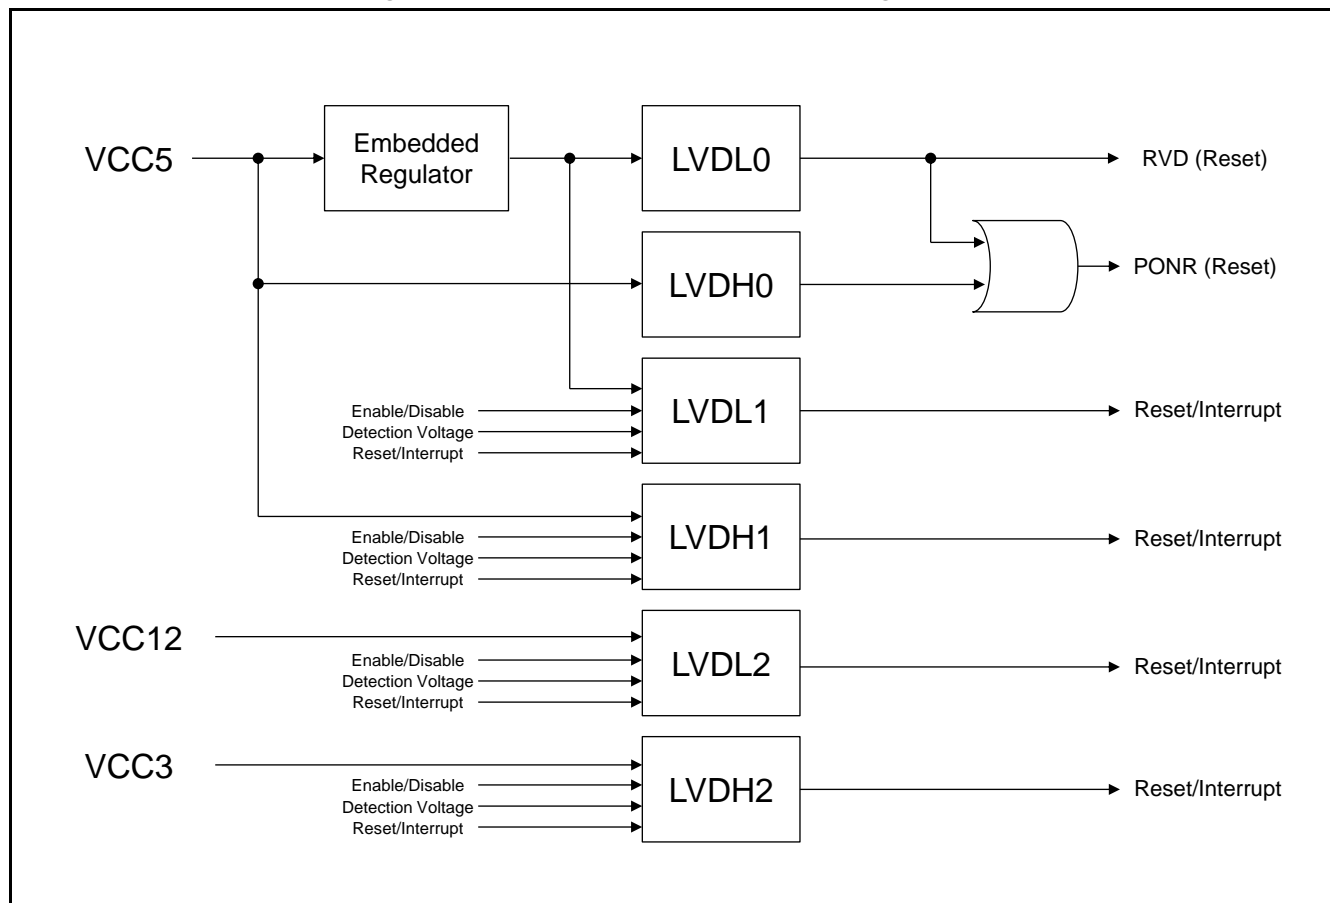 VCC5
Embedded
Regulator
LVDL0
RVD (Reset)
LVDH0
PONR (Reset)
LVDL1
Enable/Disable
Detection Voltage
Reset/Interrupt
Reset/Interrupt
LVDH1
Enable/Disable
Detection Voltage
Reset/Interrupt
Reset/Interrupt
VCC12
LVDL2
Enable/Disable
Detection Voltage
Reset/Interrupt
Reset/Interrupt
VCC3
LVDH2
Enable/Disable
Detection Voltage
Reset/Interrupt
Reset/Interrupt